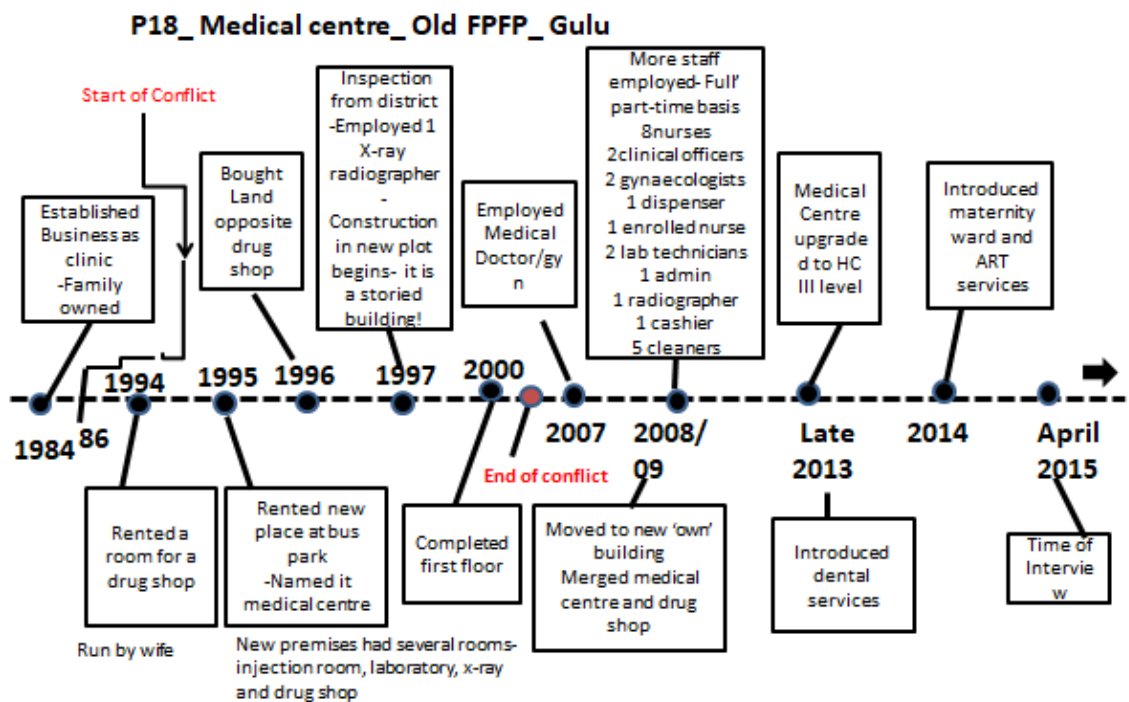 P18_ Medical centre_ Old FPFP_ Gulu
Start of Conflict
Established
Business as
clinic
-Family
owned
Bought
Land
opposite
drug
shop
Inspection
from district
-Employed 1
X-ray
radiographer
-
Construction
in new plot
begins- it is
a storied
building!
Employed
Medical
Doctor/gy
n
More staff
employed- Full’
part-time basis
8nurses
2clinical officers
2 gynaecologists
1 dispenser
1 enrolled nurse
2 lab technicians
1 admin
1 radiographer
1 cashier
5 cleaners
Medical
Centre
upgrade
d to HC
III level
Introduced
maternity
ward and
ART
services
1984
86
1994
1995
1996
1997
2000
End of conflict
2007
2008/
09
Late
2013
2014
April
2015
Rented a
room for a
drug shop
Run by wife
Rented new
place at bus
park
-Named it
medical centre
New premises had several rooms-
injection room, laboratory, x-ray
and drug shop
Completed
first floor
Moved to new ‘own’
building
Merged medical
centre and drug
shop
Introduced
dental
services
Time of
Intervie
w